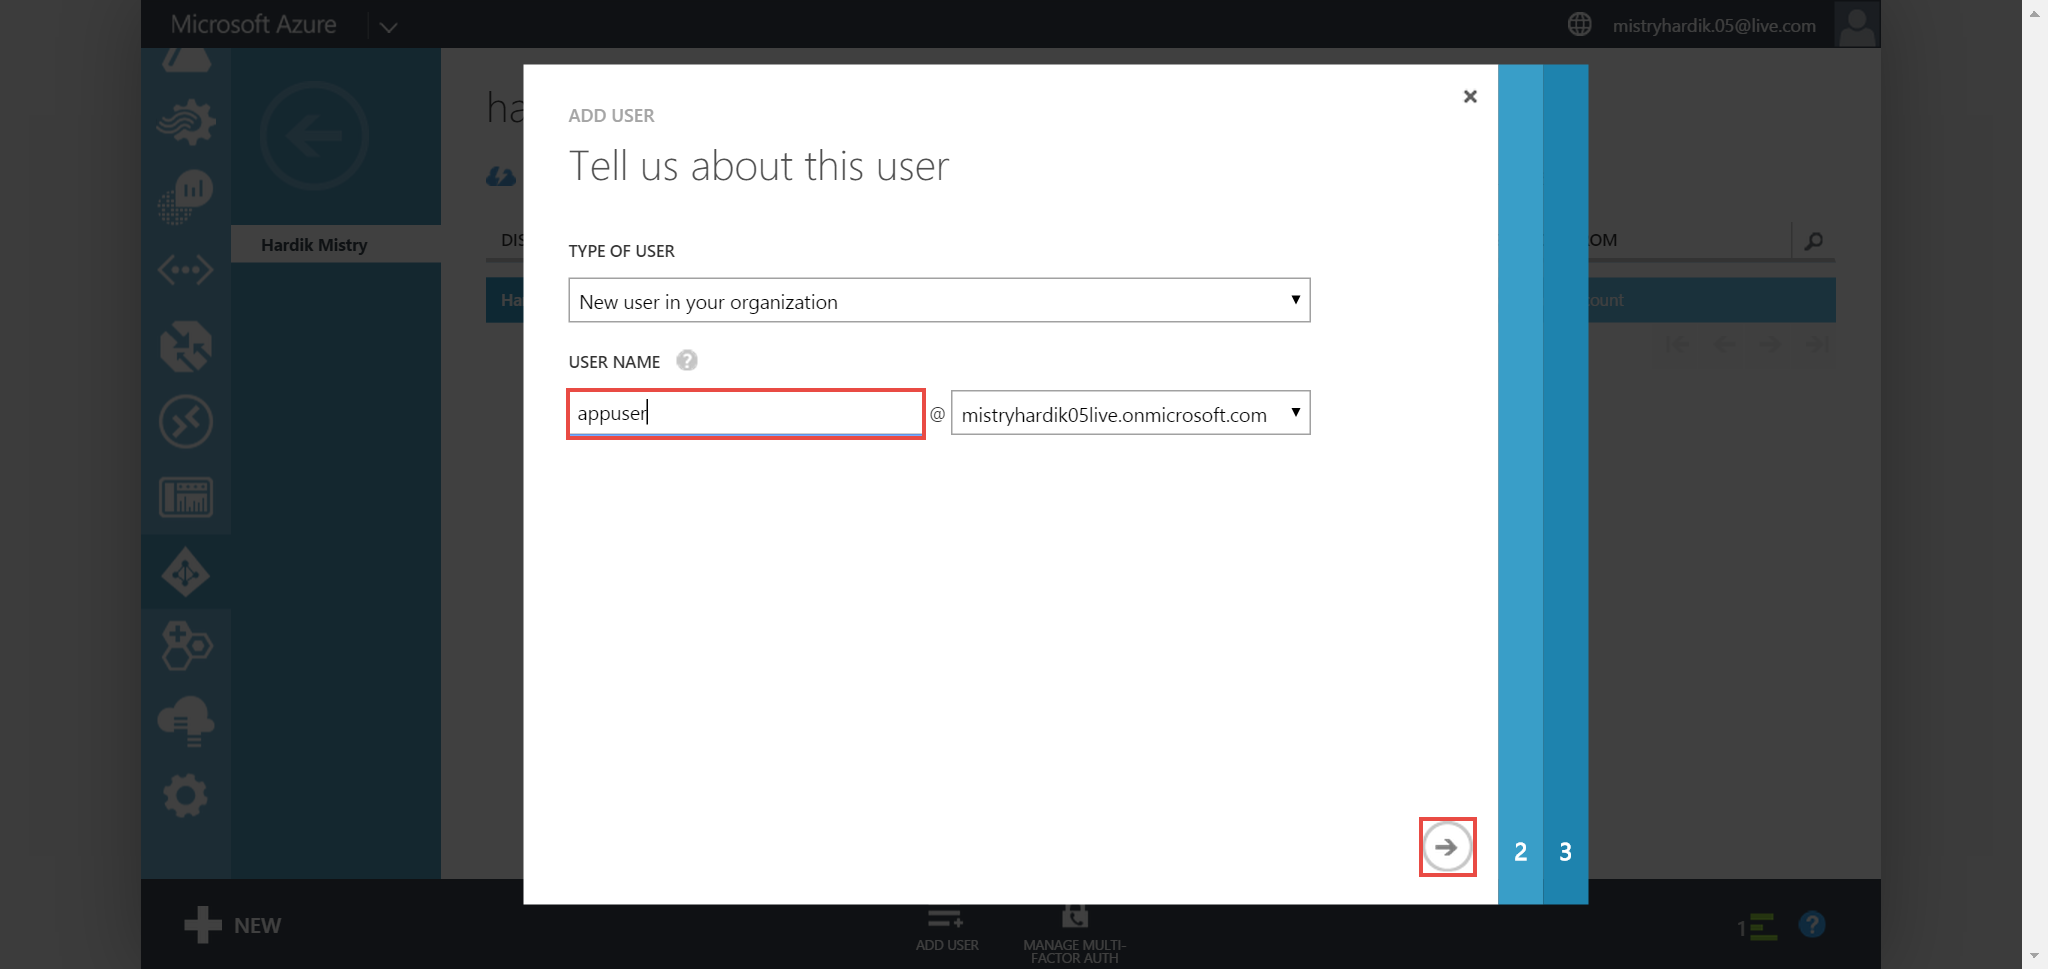 Microsoft Azure
mistryhardik.05@live.com
ha
ADD USER
Tell us about this user
Hardik Mistry
DIS
TYPE OF USER
OM
New user in your organization
Ha
ount
USER NAME ?
appuser @ mistryhardik05live.onmicrosoft.com
2 3
NEW
ADD USER
MANAGE MULTI-
FACTOR AUTH
1
?